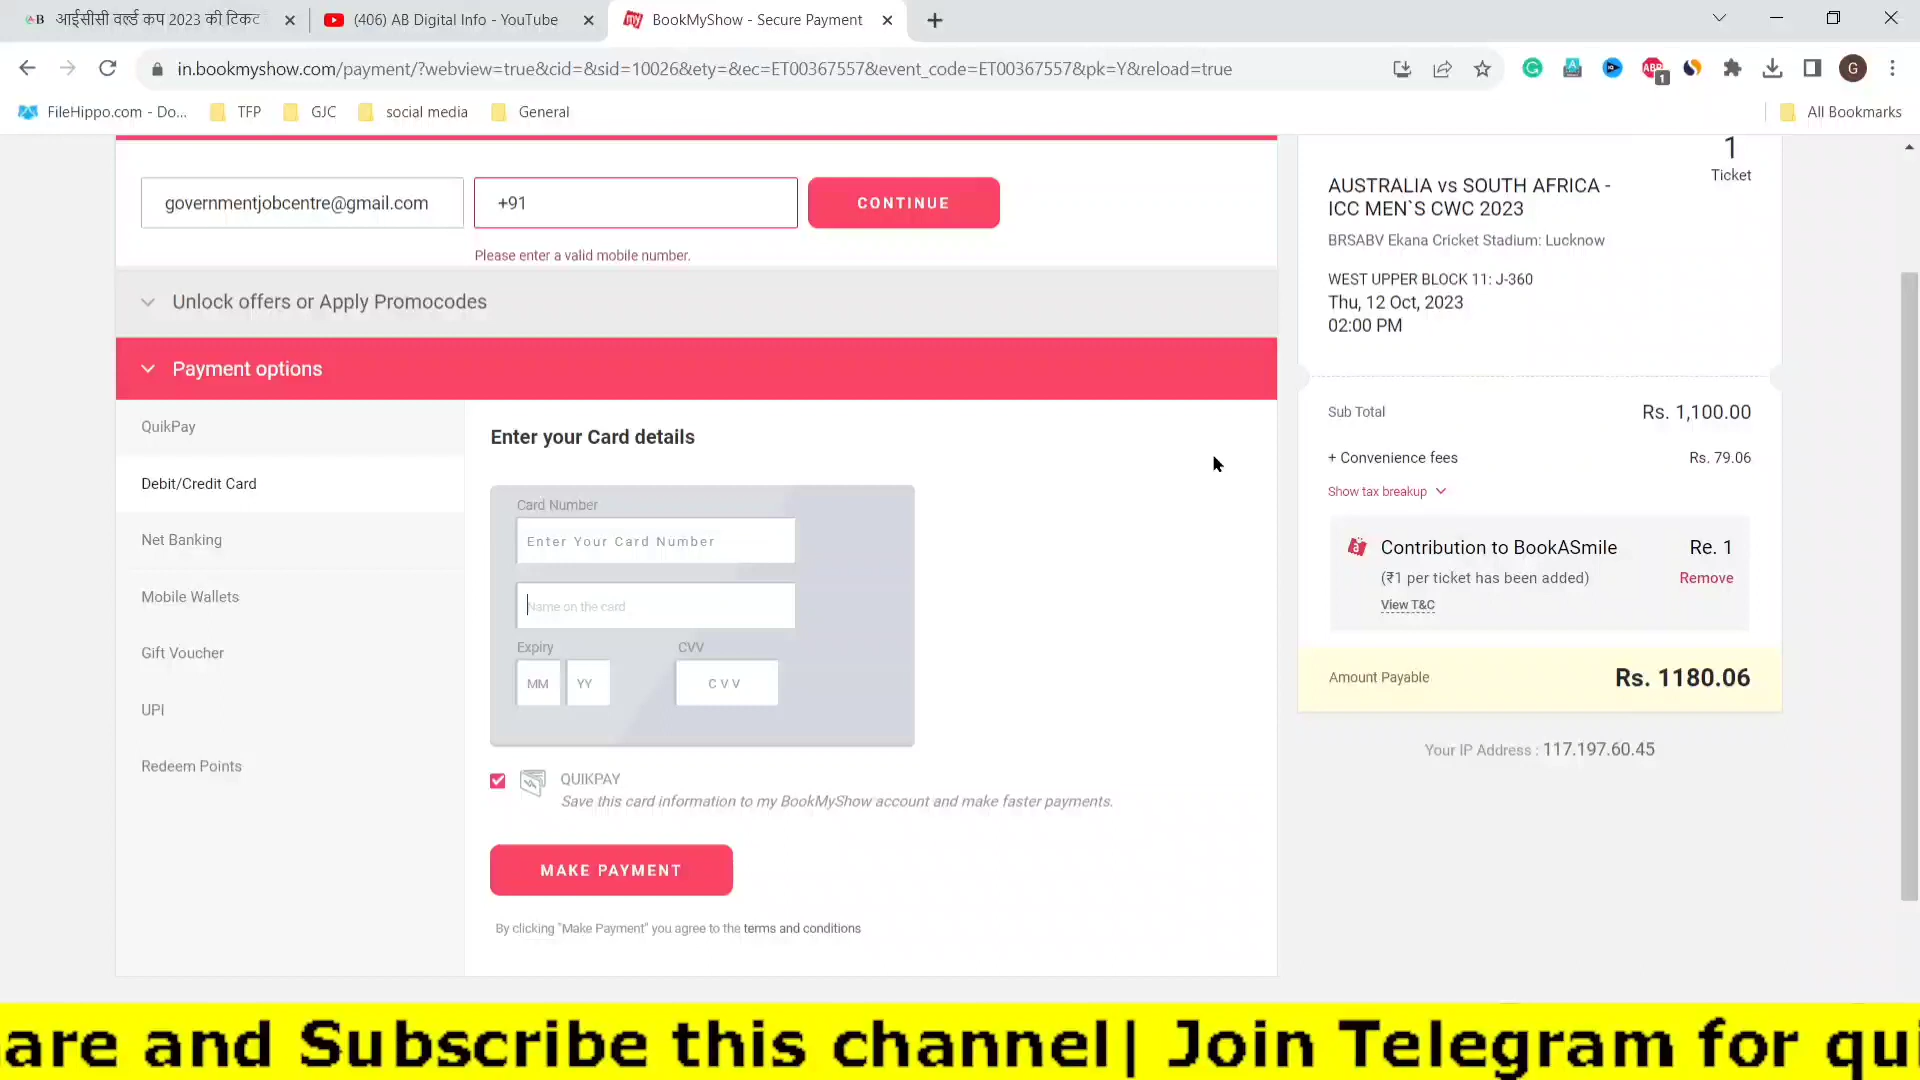 आईसीसी वर्ल्ड कप 2023 की टिकट
(406) AB Digital Info - YouTube
BookMyShow - Secure Payment
in.bookmyshow.com/payment/?webview=true&cid=&sid=10026&ety=&ec=ET00367557&event_code=ET00367557&pk=Y&reload=true
ABP
1
G
FileHippo.com - Do...
TFP
GJC
social media
General
All Bookmarks
governmentjobcentre@gmail.com
+91
CONTINUE
Please enter a valid mobile number.
Unlock offers or Apply Promocodes
Payment options
QuikPay
Debit/Credit Card
Net Banking
Mobile Wallets
Gift Voucher
UPI
Redeem Points
Enter your Card details
Card Number
Enter Your Card Number
Name on the card
Expiry
CVV
MM
YY
CVV
QUIKPAY
Save this card information to my BookMyShow account and make faster payments.
MAKE PAYMENT
By clicking "Make Payment" you agree to the terms and conditions
1
Ticket
AUSTRALIA vs SOUTH AFRICA -
ICC MEN`S CWC 2023
BRSABV Ekana Cricket Stadium: Lucknow
WEST UPPER BLOCK 11: J-360
Thu, 12 Oct, 2023
02:00 PM
Sub Total Rs. 1,100.00
+ Convenience fees Rs. 79.06
Show tax breakup
Contribution to BookASmile Re. 1
(₹1 per ticket has been added) Remove
View T&C
Amount Payable Rs. 1180.06
Your IP Address : 117.197.60.45
are and Subscribe this channel| Join Telegram for qui